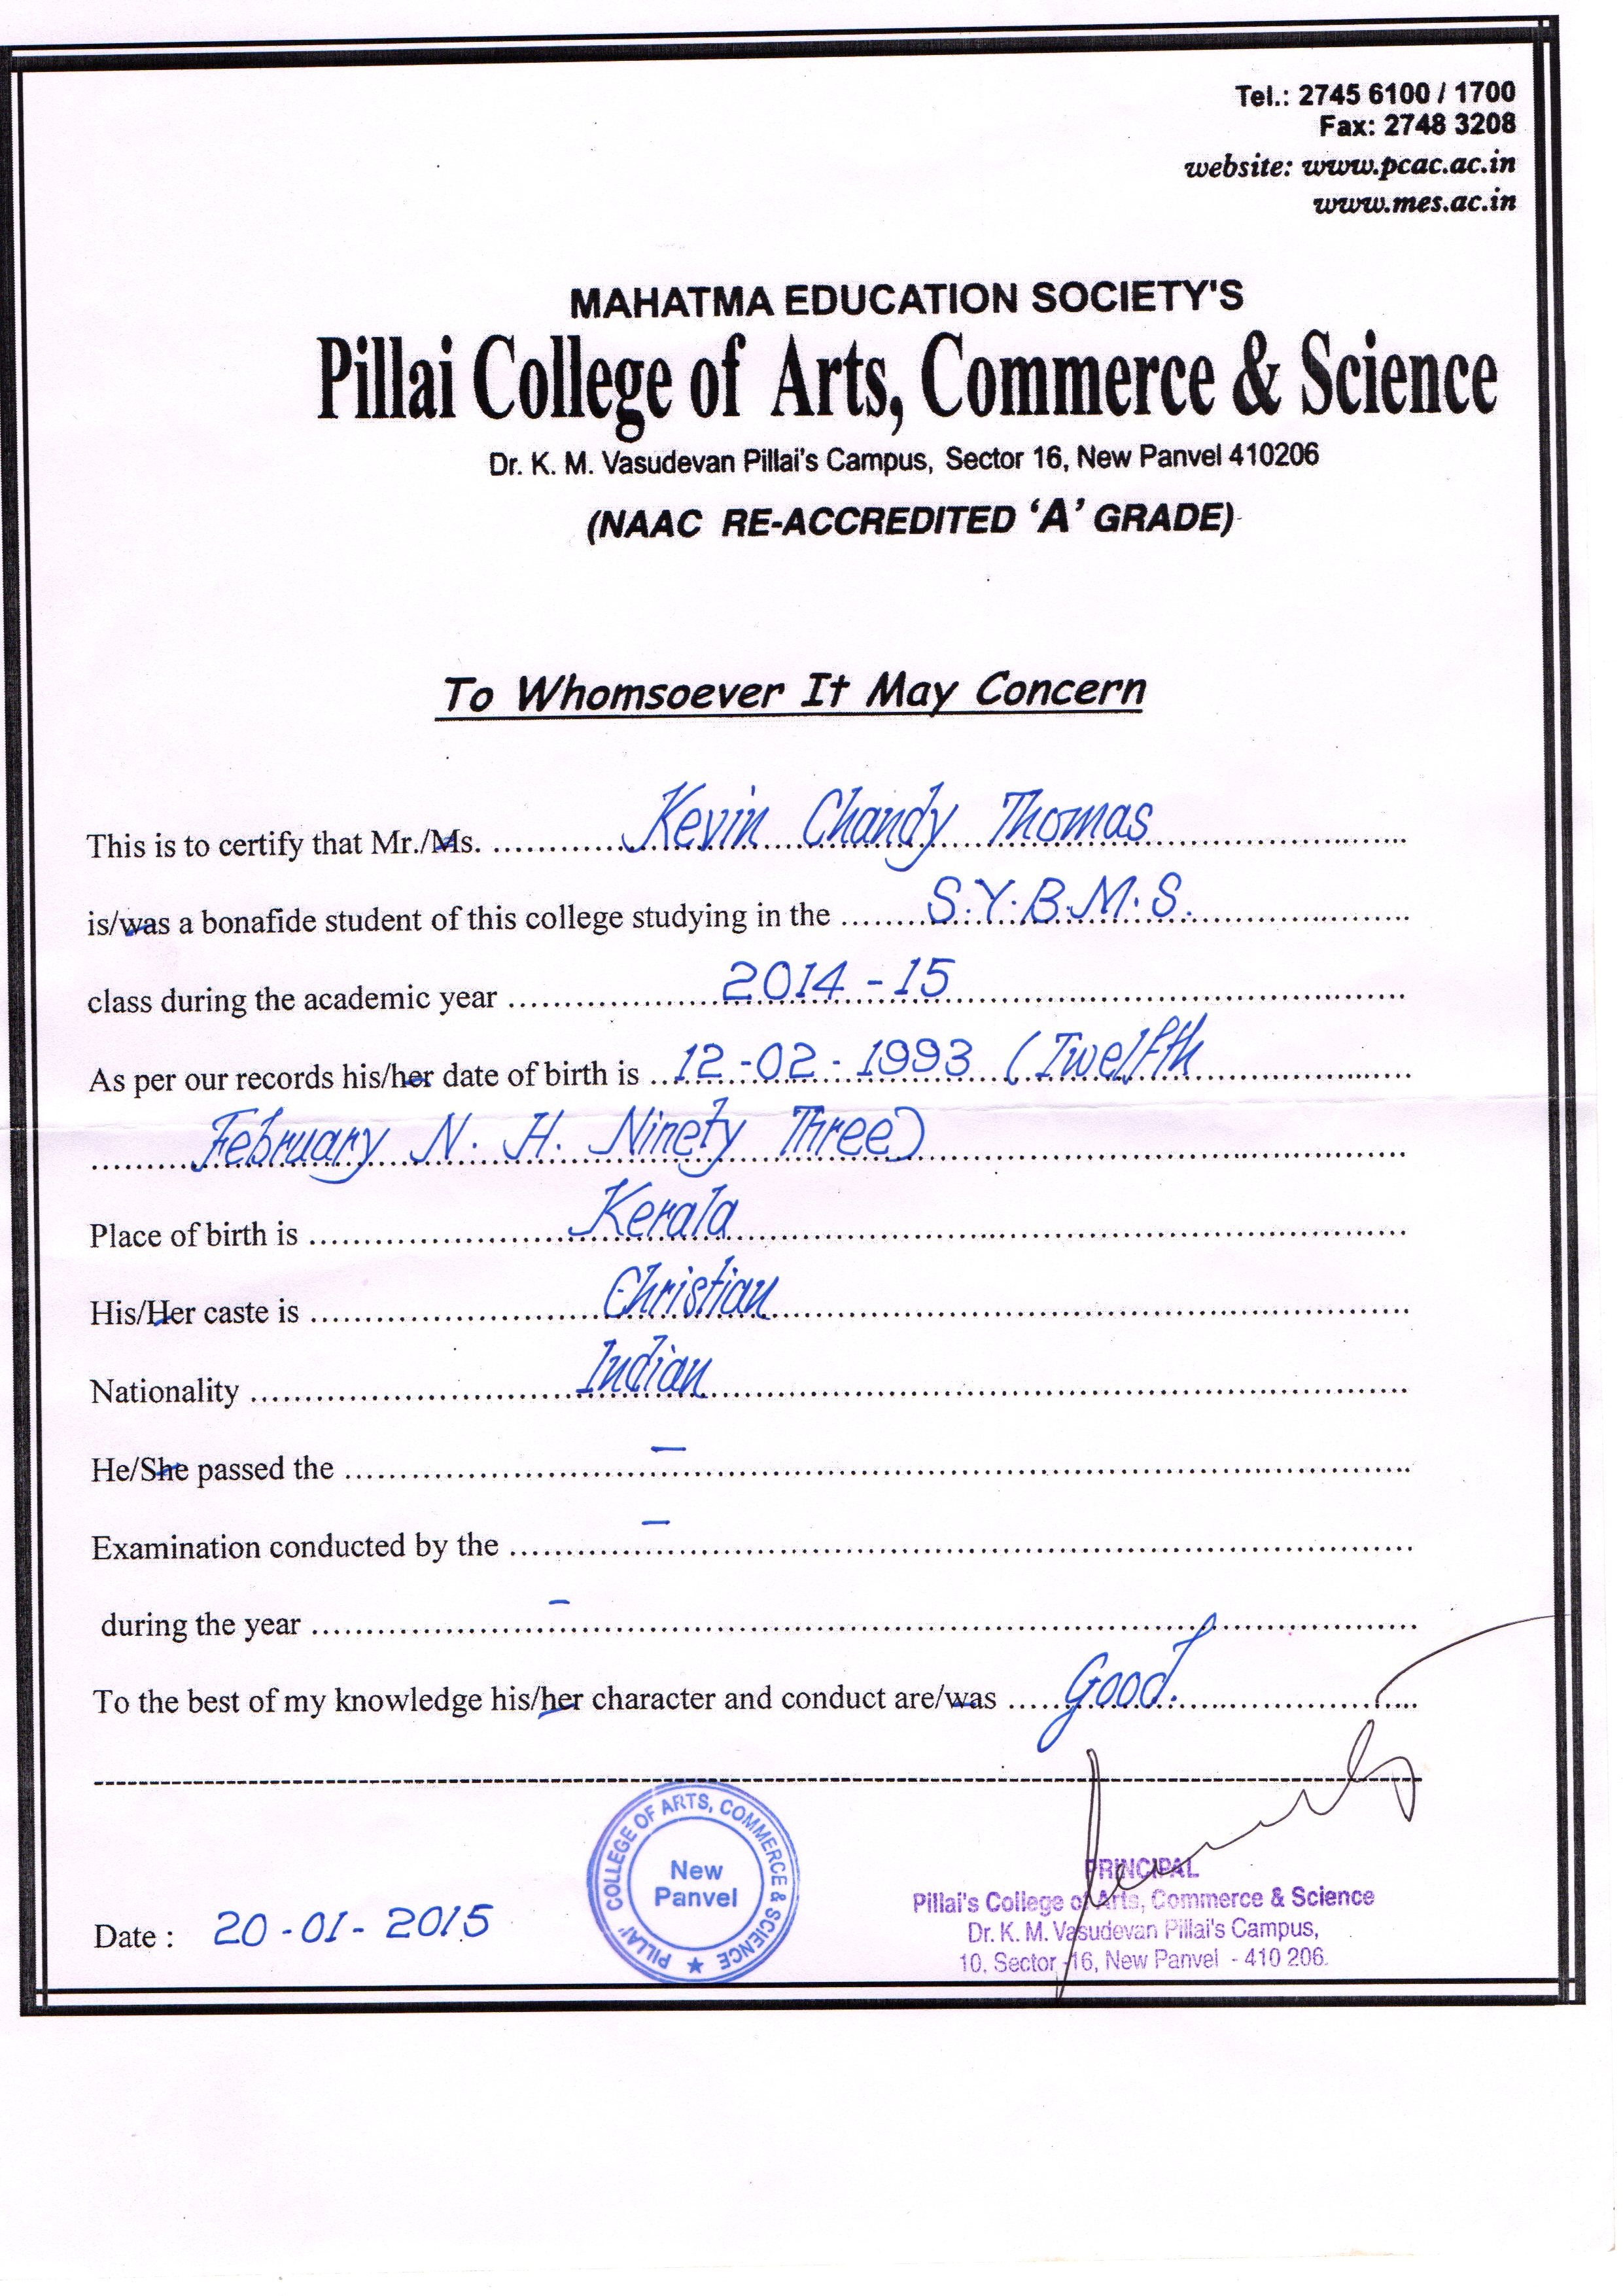 Tel.: 2745 6100 / 1700
Fax: 2748 3208
website: www.pcac.ac.in
www.mes.ac.in
MAHATMA EDUCATION SOCIETY'S
Pillai College of Arts, Commerce & Science
Dr. K. M. Vasudevan Pillai's Campus, Sector 16, New Panvel 410206
(NAAC RE-ACCREDITED 'A' GRADE)
To Whomsoever It May Concern
This is to certify that Mr./Ms. Kevin Chandy Thomas
is/was a bonafide student of this college studying in the S.Y.B.M.S.
class during the academic year 2014-15
As per our records his/her date of birth is 12-02-1993 (Twelfth
February N. H. Ninety Three)
Place of birth is Kerala
His/Her caste is Christian
Nationality Indian
He/She passed the –
Examination conducted by the –
during the year –
To the best of my knowledge his/her character and conduct are/was Good.
PILLAI' COLLEGE OF ARTS, COMMERCE & SCIENCE ★
New
Panvel
PRINCIPAL
Pillai's College of Arts, Commerce & Science
Dr. K. M. Vasudevan Pillai's Campus,
10, Sector -16, New Panvel - 410 206.
Date : 20-01-2015